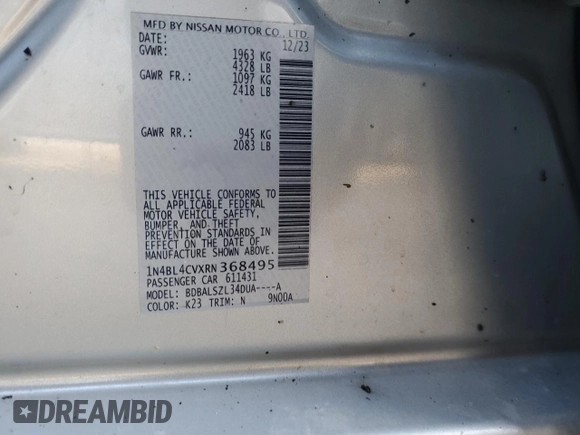 MFD BY NISSAN MOTOR CO., LTD.
DATE: 12/23
GVWR: 1963 KG
4328 LB
GAWR FR.: 1097 KG
2418 LB
GAWR RR.: 945 KG
2083 LB
THIS VEHICLE CONFORMS TO
ALL APPLICABLE FEDERAL
MOTOR VEHICLE SAFETY,
BUMPER, AND THEFT
PREVENTION STANDARDS IN
EFFECT ON THE DATE OF
MANUFACTURE SHOWN ABOVE.
1N4BL4CVXRN368495
PASSENGER CAR 611431
MODEL: BDBALSZL34DUA----A
COLOR: K23 TRIM: N 9N00A
DREAMBID